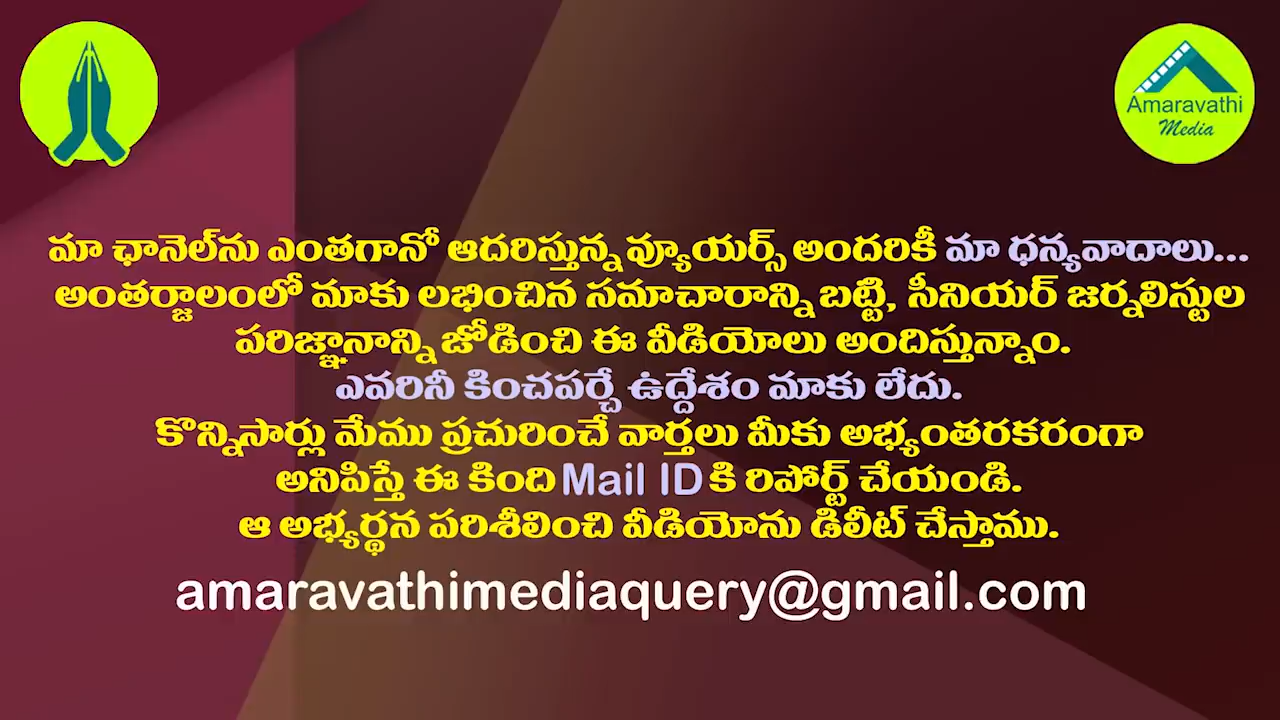 Amaravathi
Media
మా ఛానెల్‌ను ఎంతగానో ఆదరిస్తున్న వ్యూయర్స్ అందరికీ మా ధన్యవాదాలు...
అంతర్జాలంలో మాకు లభించిన సమాచారాన్ని బట్టి, సీనియర్ జర్నలిస్టుల
పరిజ్ఞానాన్ని జోడించి ఈ వీడియోలు అందిస్తున్నాం.
ఎవరినీ కించపర్చే ఉద్దేశం మాకు లేదు.
కొన్నిసార్లు మేము ప్రచురించే వార్తలు మీకు అభ్యంతరకరంగా
అనిపిస్తే ఈ కింది Mail ID కి రిపోర్ట్ చేయండి.
ఆ అభ్యర్థన పరిశీలించి వీడియోను డిలీట్ చేస్తాము.
amaravathimediaquery@gmail.com